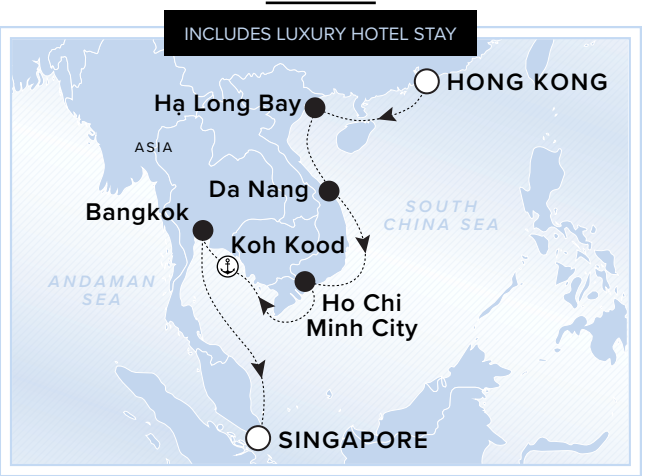 INCLUDES LUXURY HOTEL STAY
HONG KONG
Hạ Long Bay
ASIA
Da Nang
SOUTH
CHINA SEA
Bangkok
Koh Kood
ANDAMAN
SEA
Ho Chi
Minh City
SINGAPORE